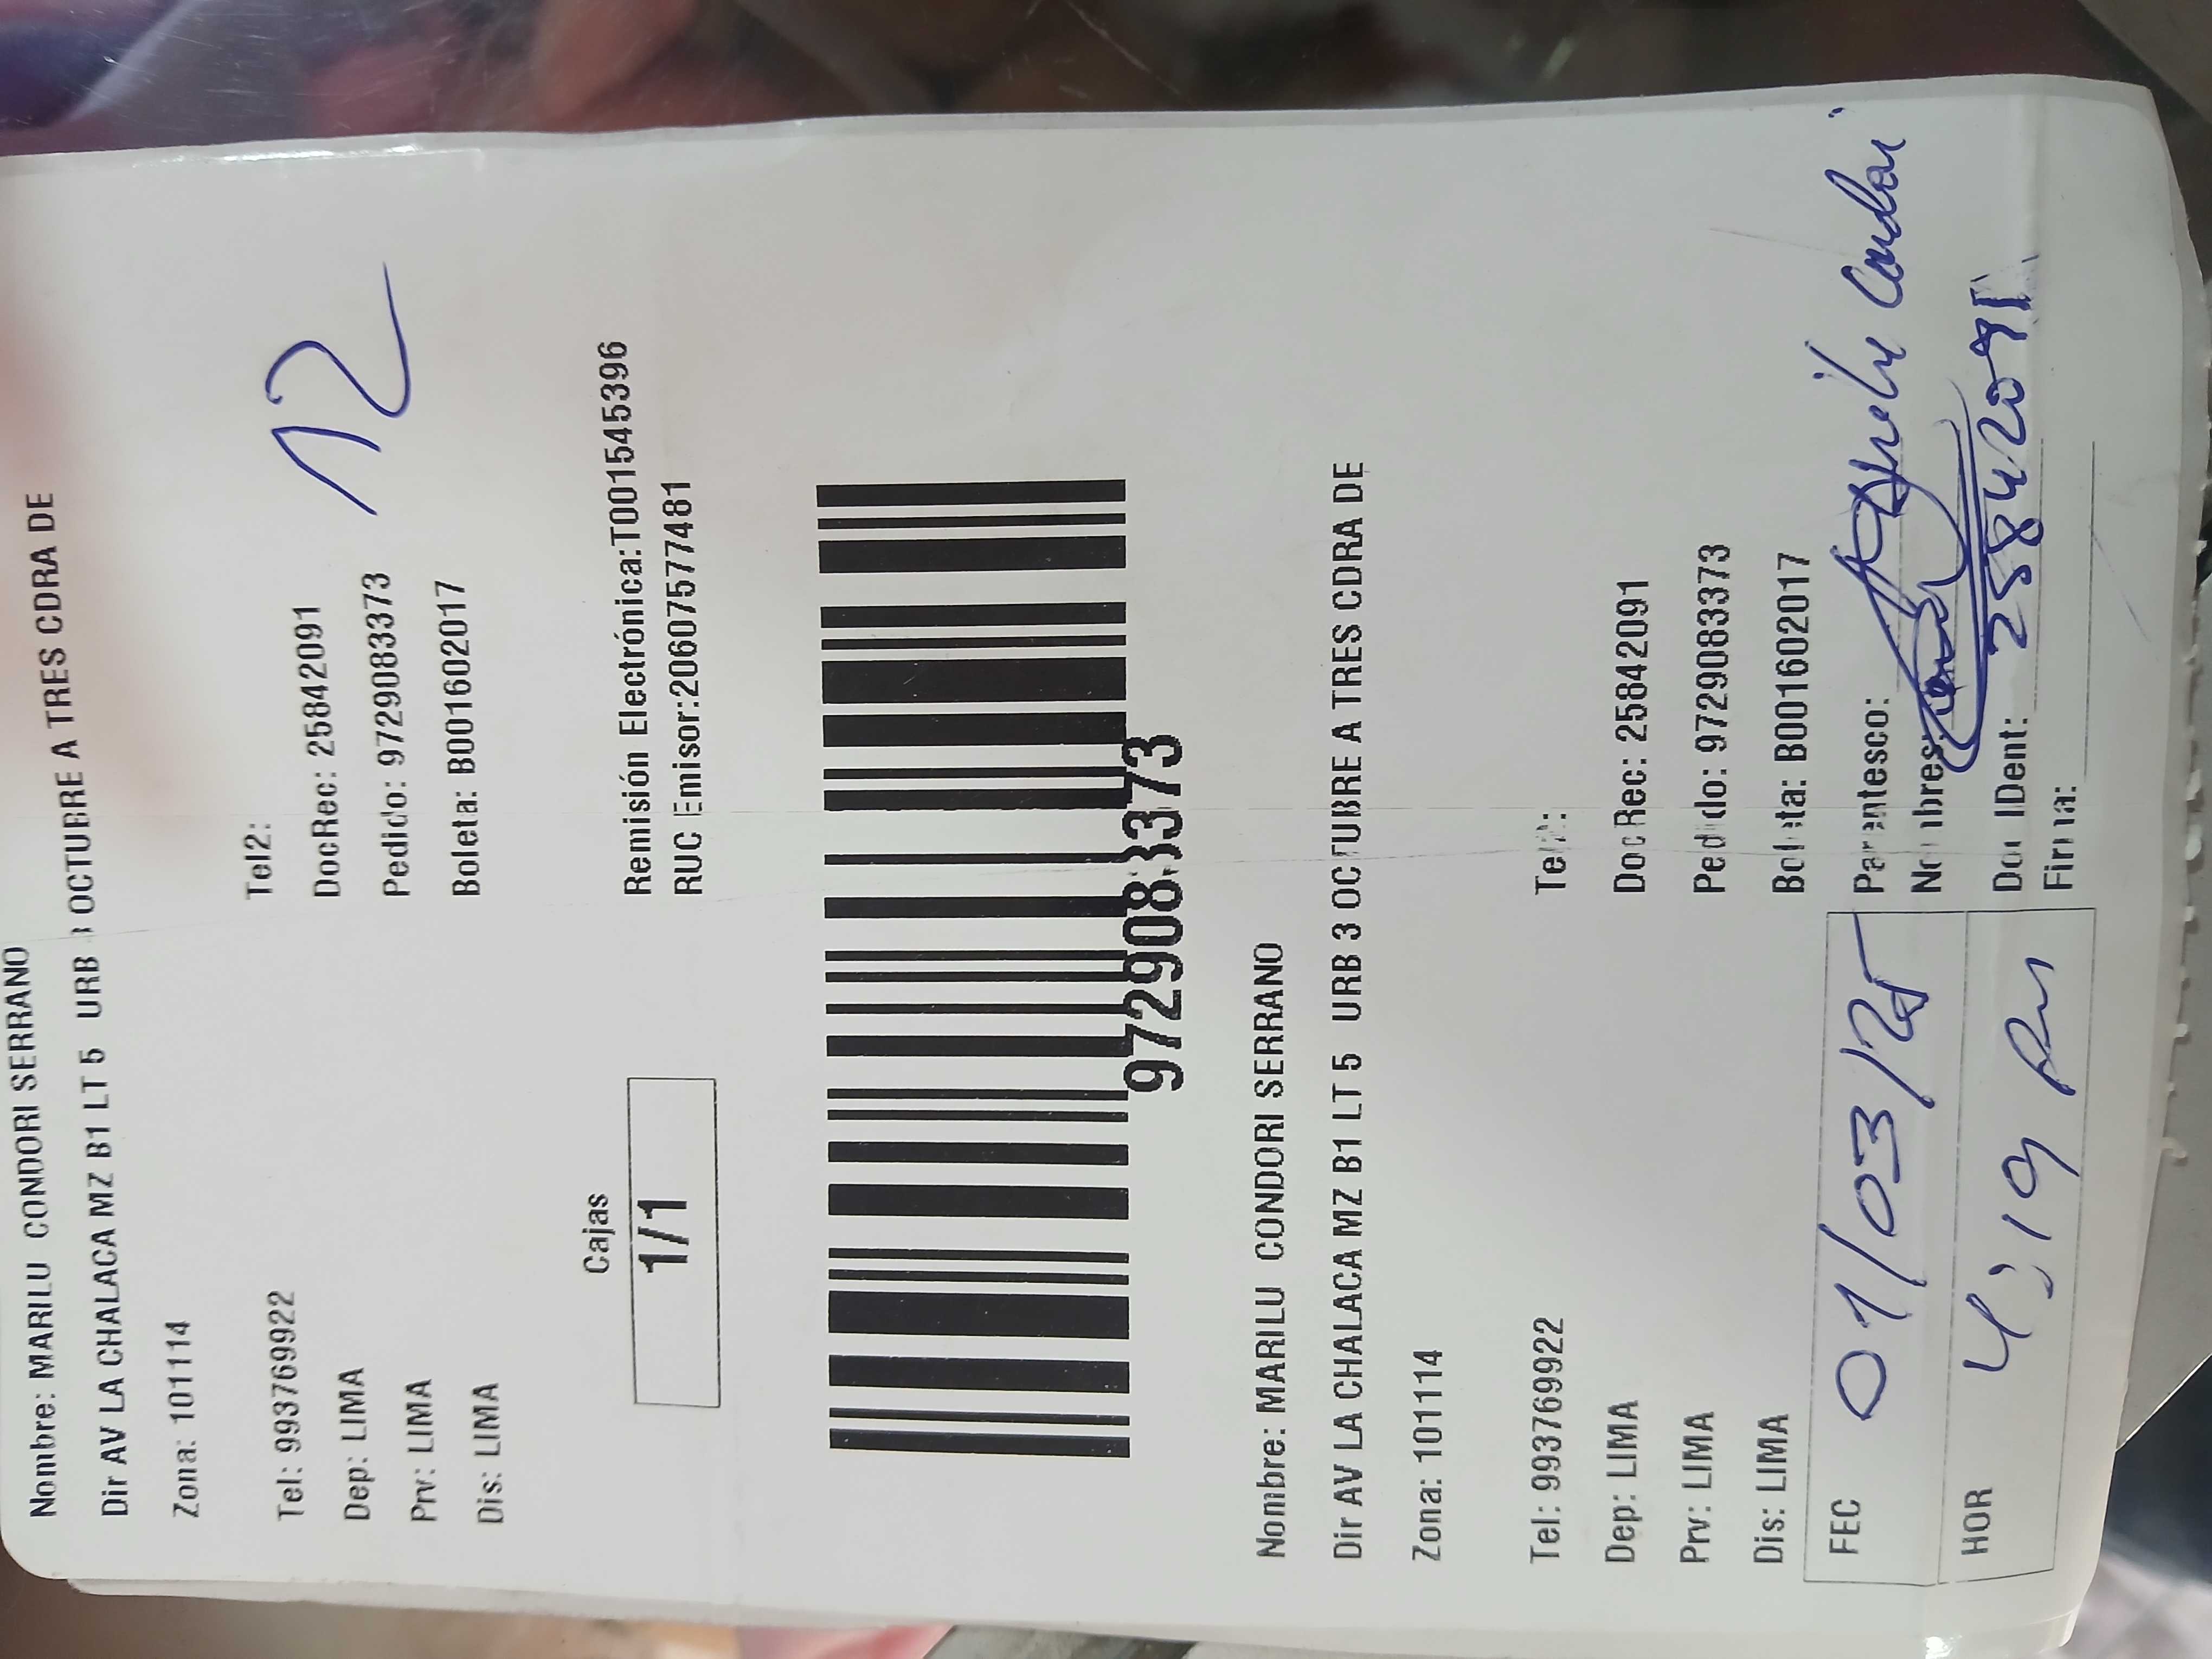 Nombre: MARILU CONDORI SERRANO
Dir AV LA CHALACA MZ B1 LT 5 URB 3 OCTUBRE A TRES CDRA DE
Zona: 101114
Tel: 993769922 Tel2:
Dep: LIMA DocRec: 25842091
Prv: LIMA Pedido: 9729083373
Dis: LIMA Boleta: B001602017
12
Cajas
1/1
Remisión Electrónica:T001545396
RUC Emisor:20607577481
9729083373
Nombre: MARILU CONDORI SERRANO
Dir AV LA CHALACA MZ B1 LT 5 URB 3 OCTUBRE A TRES CDRA DE
Zona: 101114
Tel: 993769922 Tel2:
Dep: LIMA DocRec: 25842091
Prv: LIMA Pedido: 9729083373
Dis: LIMA Boleta: B001602017
FEC 01/03/25 Parentesco:
Nombres:
HOR 4:19 pm Doc IDent: 25842091
Firma: